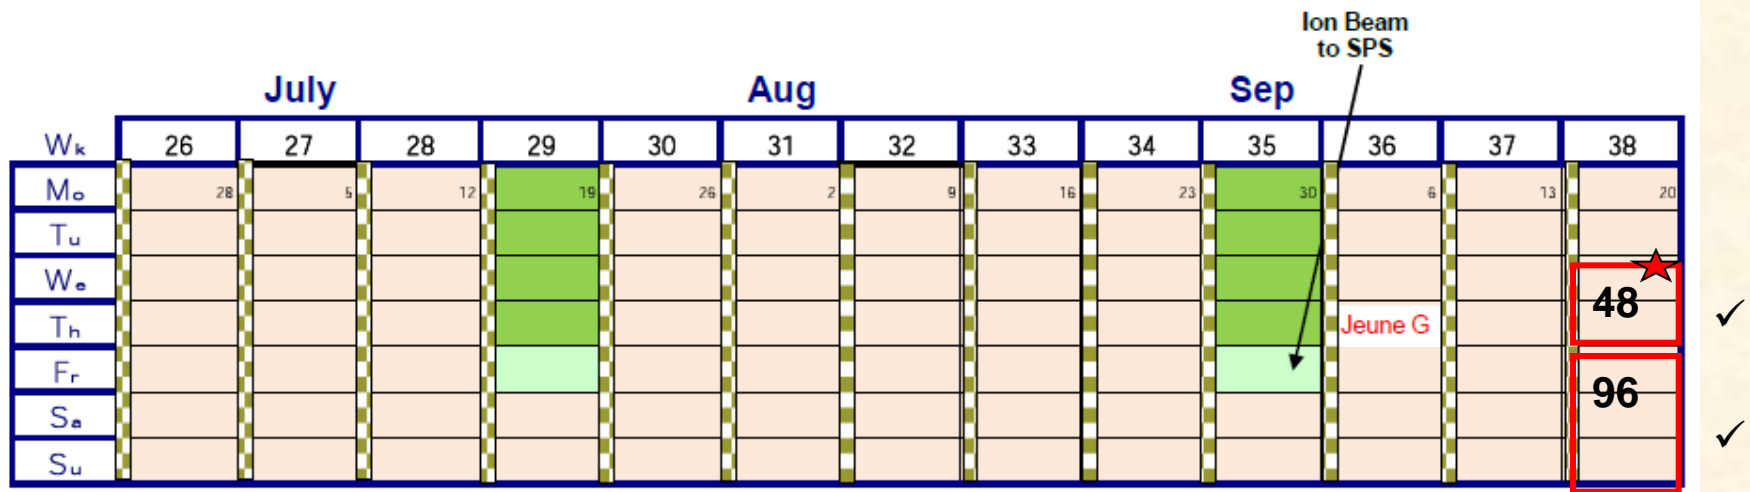 Ion Beam
to SPS
July Aug Sep
Wk 26 27 28 29 30 31 32 33 34 35 36 37 38
Mo 28 5 12 19 26 2 9 16 23 30 6 13 20
Tu
We
48
Th Jeune G
Fr
96
Sa
Su